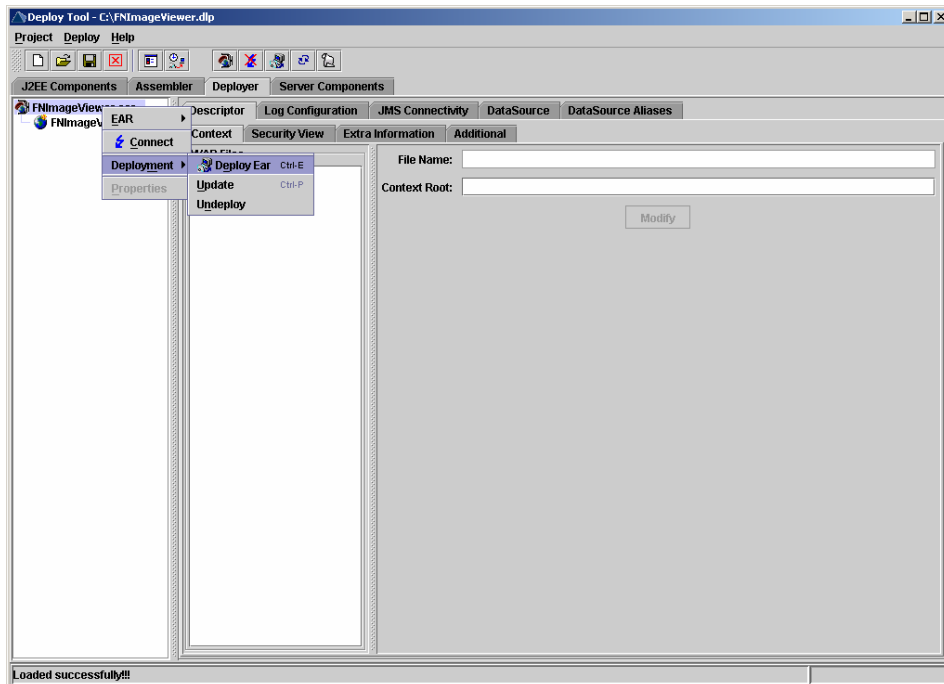 Deploy Tool - C:\FNImageViewer.dlp
Project Deploy Help
J2EE Components Assembler Deployer Server Components
Descriptor Log Configuration JMS Connectivity DataSource DataSource Aliases
Context Security View Extra Information Additional
EAR
Connect
Deployment
Properties
Deploy Ear Ctrl-E
Update Ctrl-P
Undeploy
File Name:
Context Root:
Modify
Loaded successfully!!!